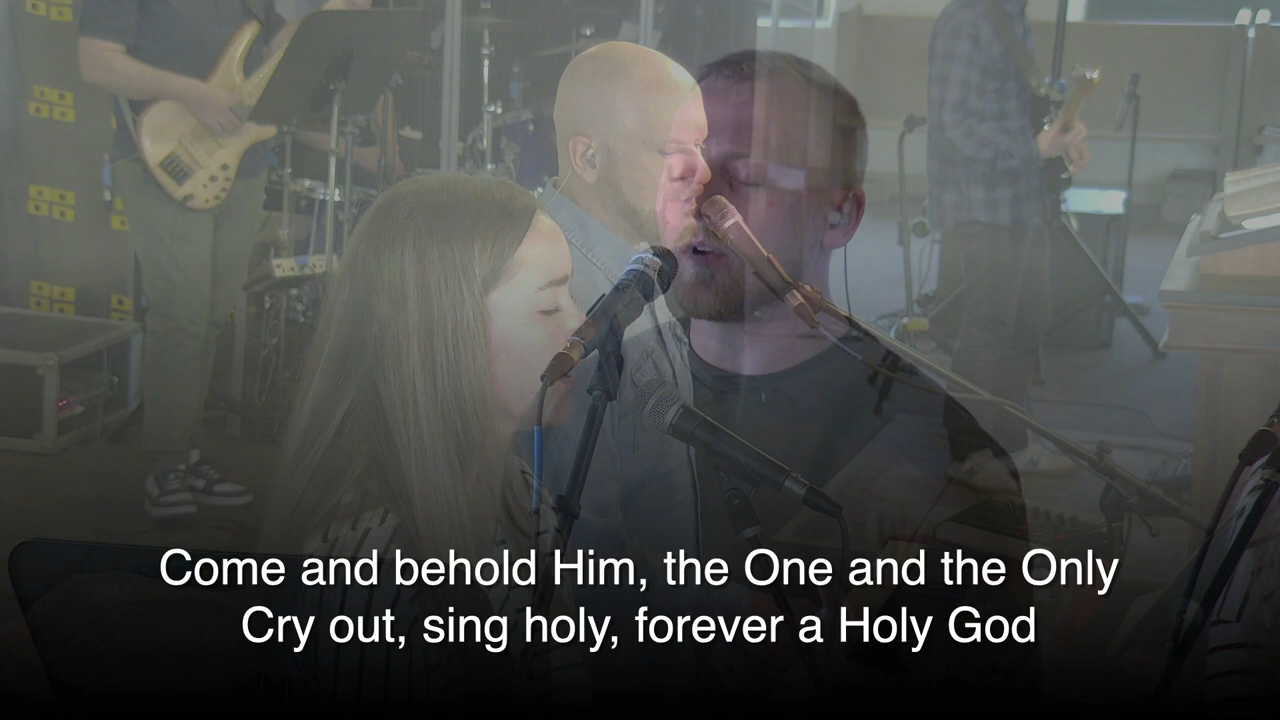 Come and behold Him, the One and the Only
Cry out, sing holy, forever a Holy God